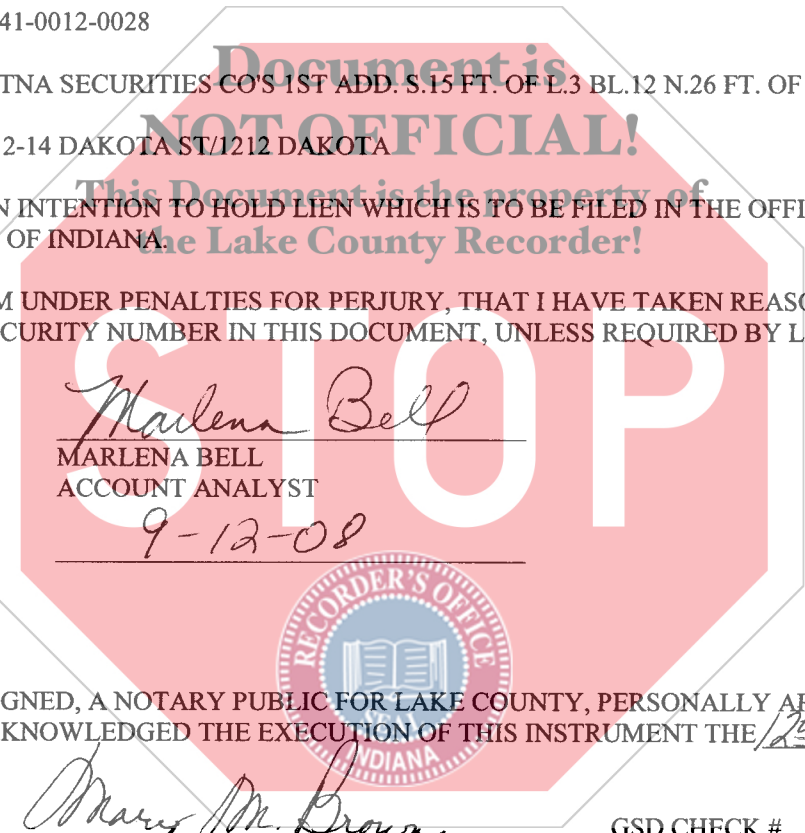 41-0012-0028
Document is
TNA SECURITIES CO'S 1ST ADD. S.15 FT. OF L.3 BL.12 N.26 FT. OF
NOT OFFICIAL!
2-14 DAKOTA ST/1212 DAKOTA
This Document is the property of
N INTENTION TO HOLD LIEN WHICH IS TO BE FILED IN THE OFFI
OF INDIANA.
the Lake County Recorder!
M UNDER PENALTIES FOR PERJURY, THAT I HAVE TAKEN REASO
CURITY NUMBER IN THIS DOCUMENT, UNLESS REQUIRED BY L
STOP
Marlena Bell
MARLENA BELL
ACCOUNT ANALYST
9-12-08
RECORDER'S OFFICE
SEAL
INDIANA
GNED, A NOTARY PUBLIC FOR LAKE COUNTY, PERSONALLY AP
KNOWLEDGED THE EXECUTION OF THIS INSTRUMENT THE 12
Mary M. Brown
GSD CHECK #